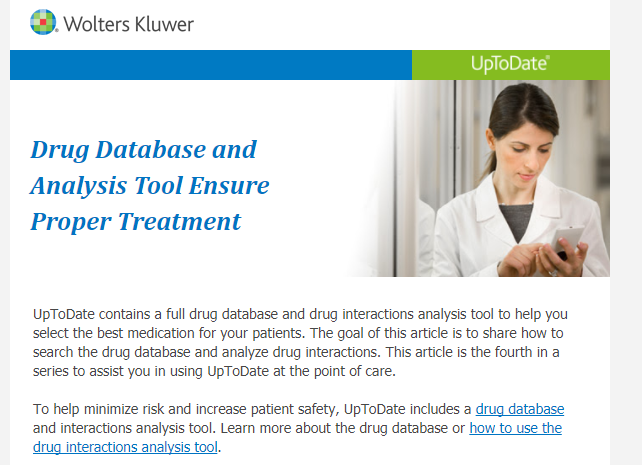 Wolters Kluwer
UpToDate®
Drug Database and
Analysis Tool Ensure
Proper Treatment
UpToDate contains a full drug database and drug interactions analysis tool to help you
select the best medication for your patients. The goal of this article is to share how to
search the drug database and analyze drug interactions. This article is the fourth in a
series to assist you in using UpToDate at the point of care.
To help minimize risk and increase patient safety, UpToDate includes a drug database
and interactions analysis tool. Learn more about the drug database or how to use the
drug interactions analysis tool.